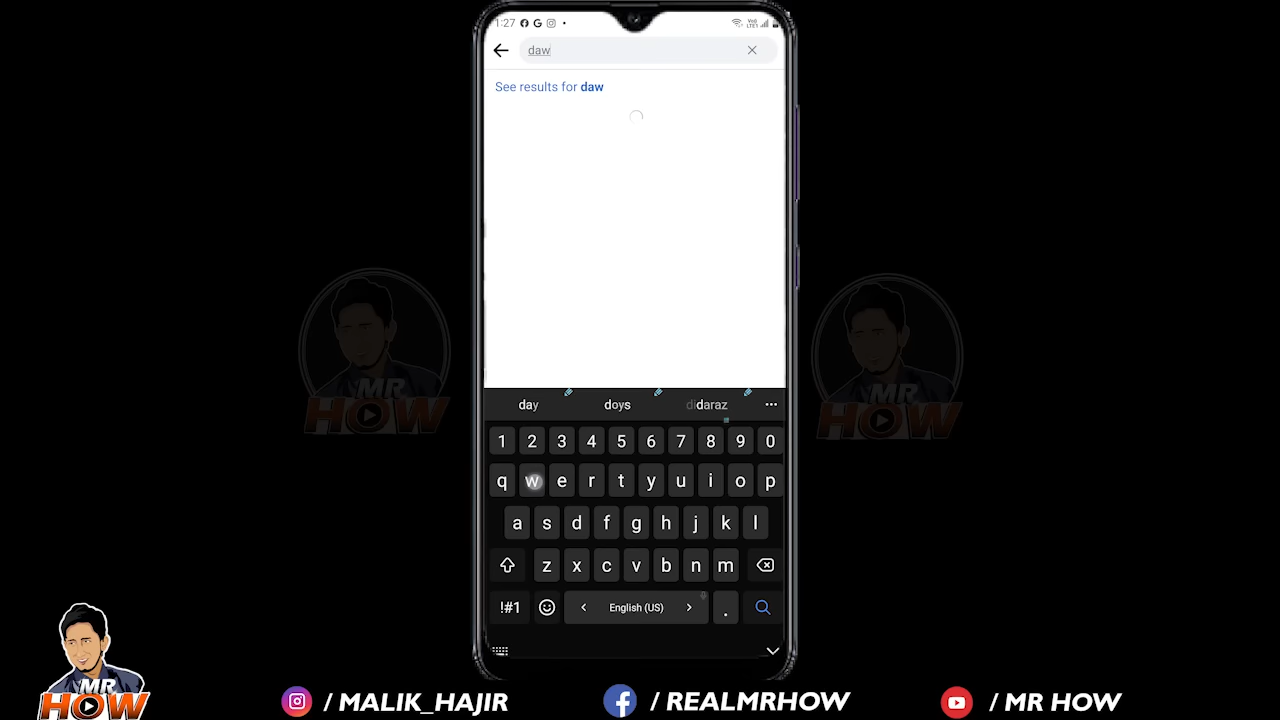 1:27
daw
See results for daw
day doys didaraz
1 2 3 4 5 6 7 8 9 0
q w e r t y u i o p
a s d f g h j k l
z x c v b n m
!#1 < English (US) > .
MR
HOW
MR
HOW
MR
HOW
/ MALIK_HAJIR / REALMRHOW / MR HOW